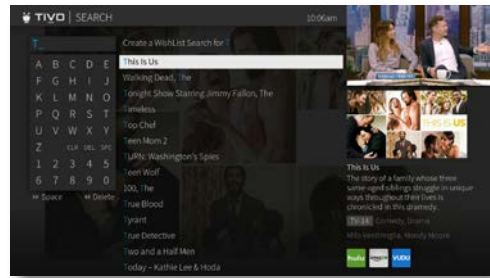 TIVO | SEARCH
10:06am
T_
A B C D E
F G H I J
K L M N O
P Q R S T
U V W X Y
Z CLR DEL SPC
1 2 3 4 5
6 7 8 9 0
Space Delete
Create a WishList Search for T
This Is Us
Walking Dead, The
Tonight Show Starring Jimmy Fallon, The
Timeless
Top Chef
Teen Mom 2
TURN: Washington's Spies
Teen Wolf
100, The
True Blood
Tyrant
True Detective
Two and a Half Men
Today – Kathie Lee & Hoda
THIS IS US
This Is Us
The story of a family whose three
same-aged siblings struggle in unique
ways throughout their lives is
chronicled in this dramedy.
TV-14 Comedy, Drama
Milo Ventimiglia, Mandy Moore
hulu amazon VUDU